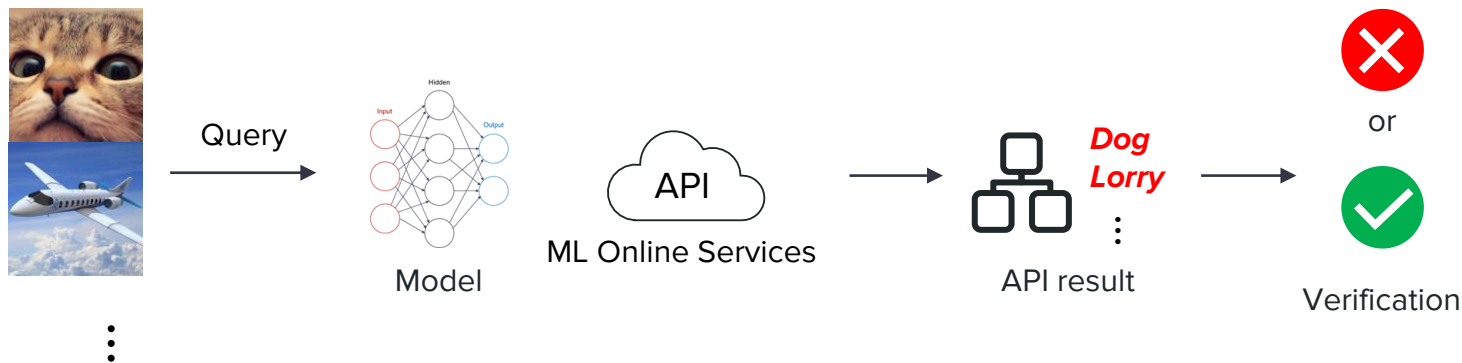 Query
Input
Hidden
Output
Model
API
ML Online Services
Dog
Lorry
API result
or
Verification